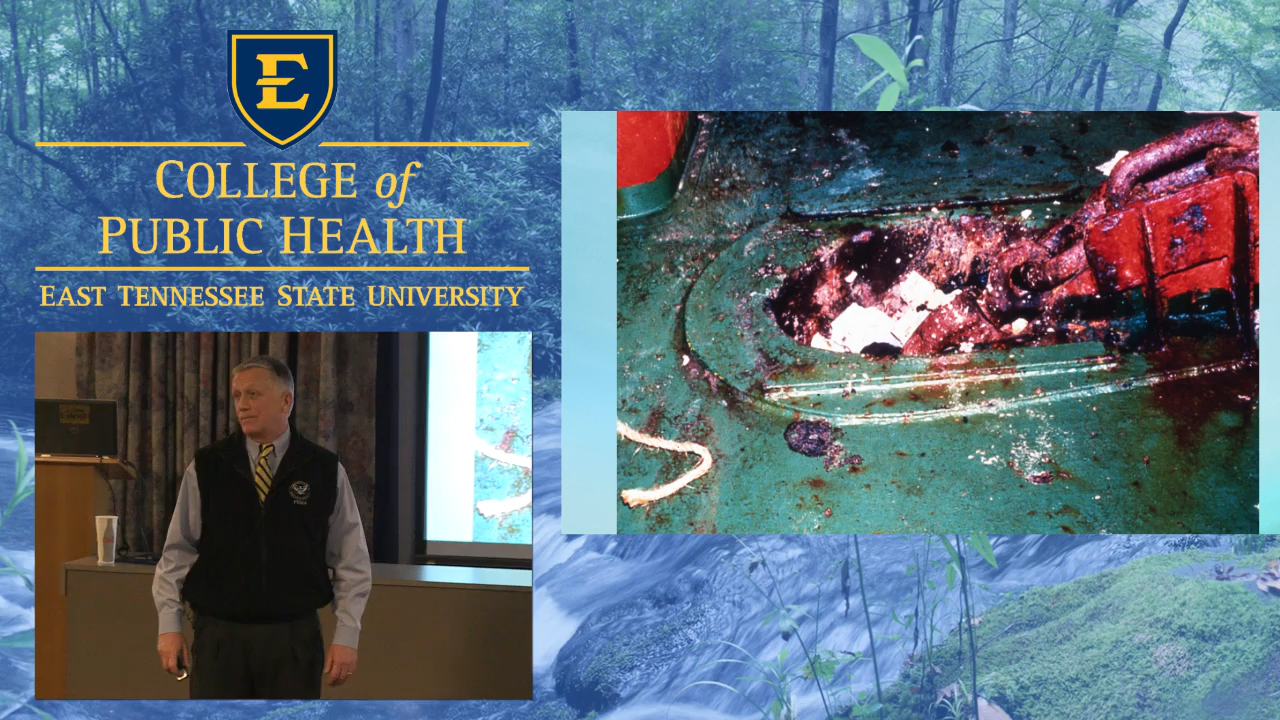 E
COLLEGE of
PUBLIC HEALTH
EAST TENNESSEE STATE UNIVERSITY